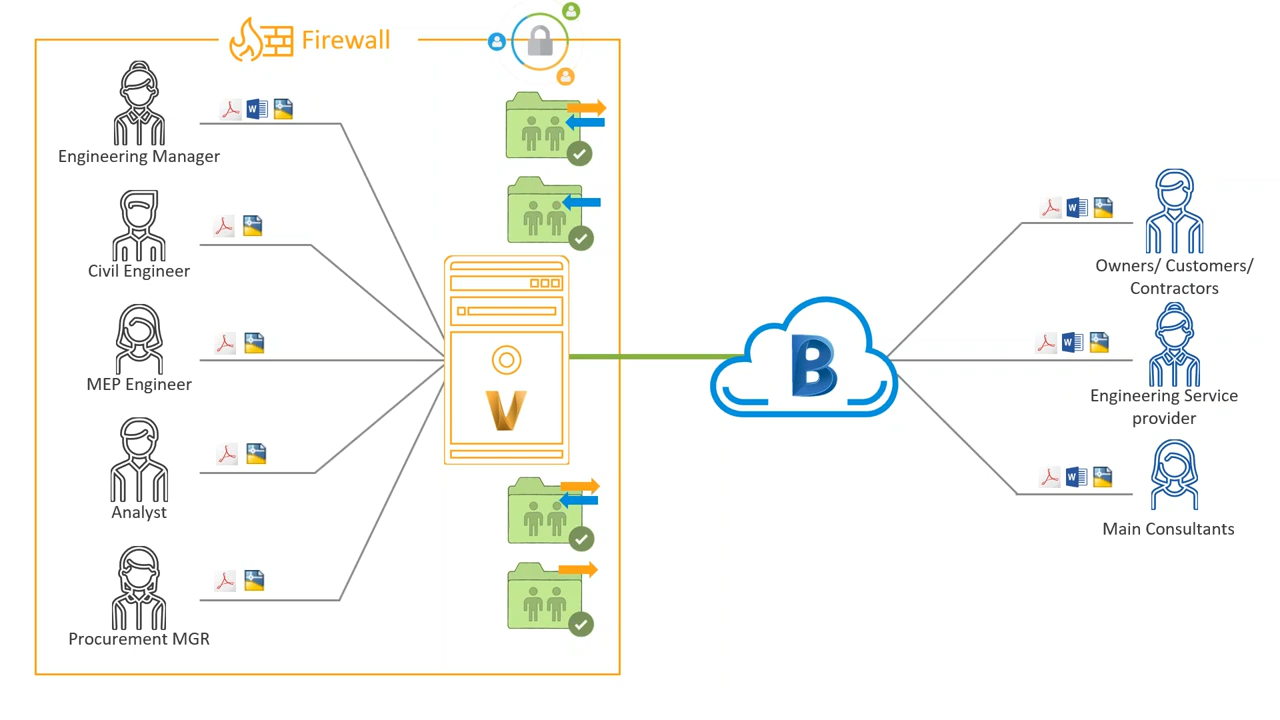 Firewall
Engineering Manager
Civil Engineer
MEP Engineer
Analyst
Procurement MGR
V
B
Owners/ Customers/
Contractors
Engineering Service
provider
Main Consultants